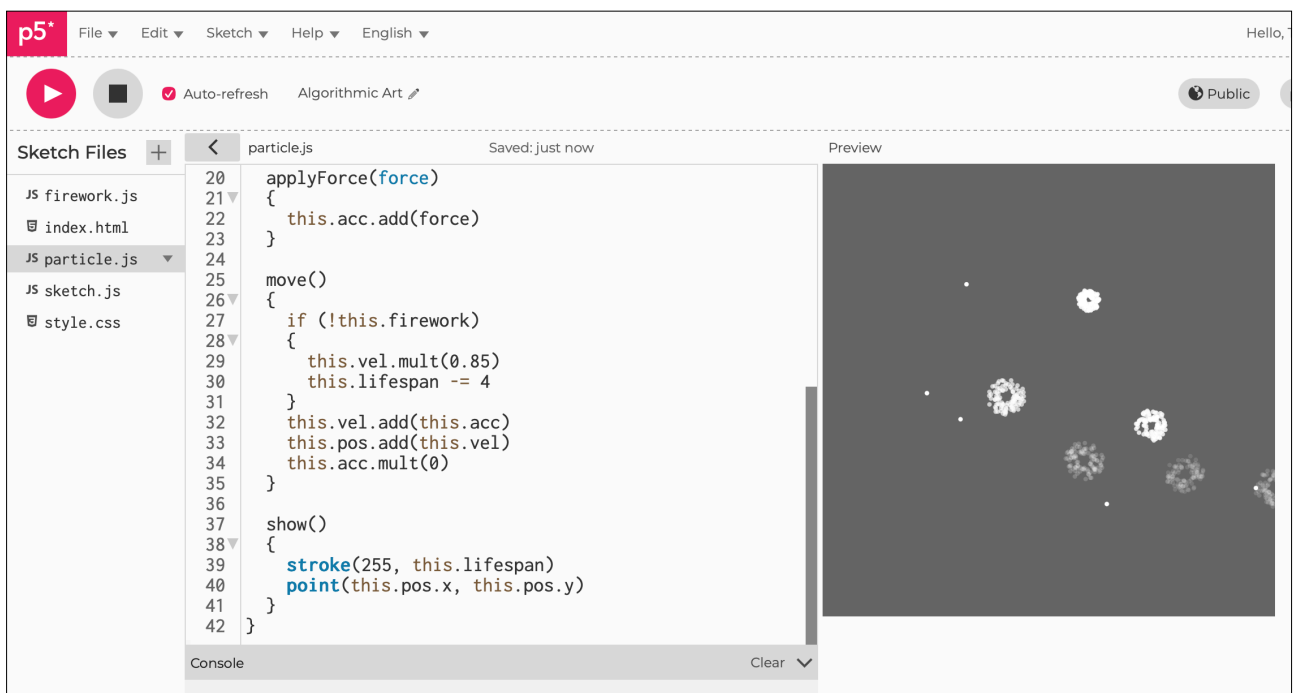 p5* File Edit Sketch Help English Hello,
Auto-refresh Algorithmic Art Public
Sketch Files + particle.js Saved: just now Preview
JS firework.js
index.html
JS particle.js
JS sketch.js
style.css
20 applyForce(force)
21 {
22 this.acc.add(force)
23 }
24
25 move()
26 {
27 if (!this.firework)
28 {
29 this.vel.mult(0.85)
30 this.lifespan -= 4
31 }
32 this.vel.add(this.acc)
33 this.pos.add(this.vel)
34 this.acc.mult(0)
35 }
36
37 show()
38 {
39 stroke(255, this.lifespan)
40 point(this.pos.x, this.pos.y)
41 }
42 }
Console Clear